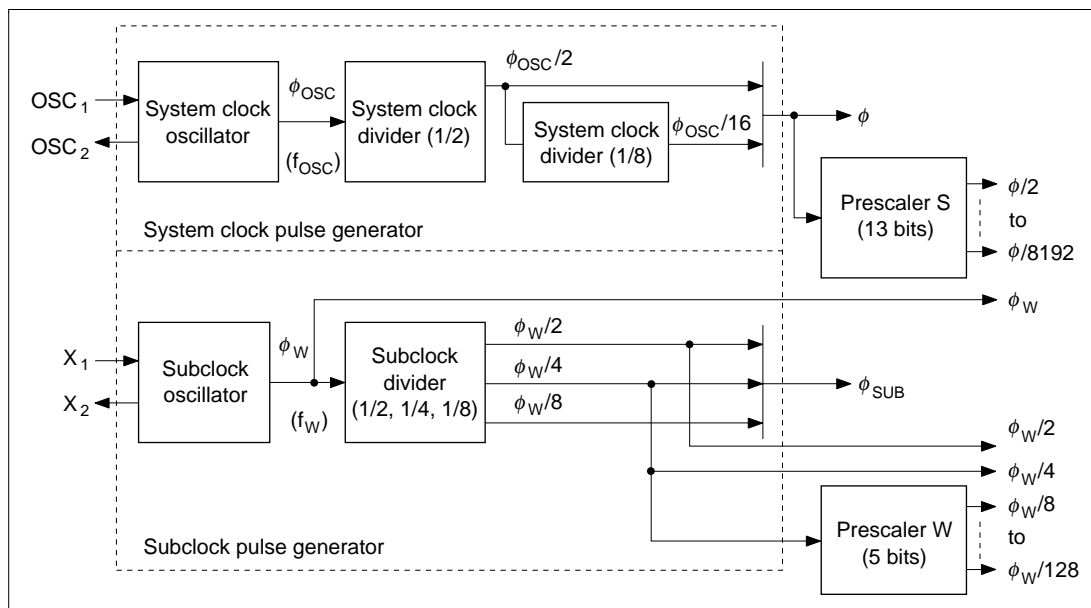 OSC1
OSC2
System clock
oscillator
ϕOSC
(fOSC)
System clock
divider (1/2)
ϕOSC/2
System clock
divider (1/8)
ϕOSC/16
ϕ
Prescaler S
(13 bits)
ϕ/2
to
ϕ/8192
System clock pulse generator
ϕW
X1
X2
Subclock
oscillator
ϕW
(fW)
Subclock
divider
(1/2, 1/4, 1/8)
ϕW/2
ϕW/4
ϕW/8
ϕSUB
ϕW/2
ϕW/4
Prescaler W
(5 bits)
ϕW/8
to
ϕW/128
Subclock pulse generator